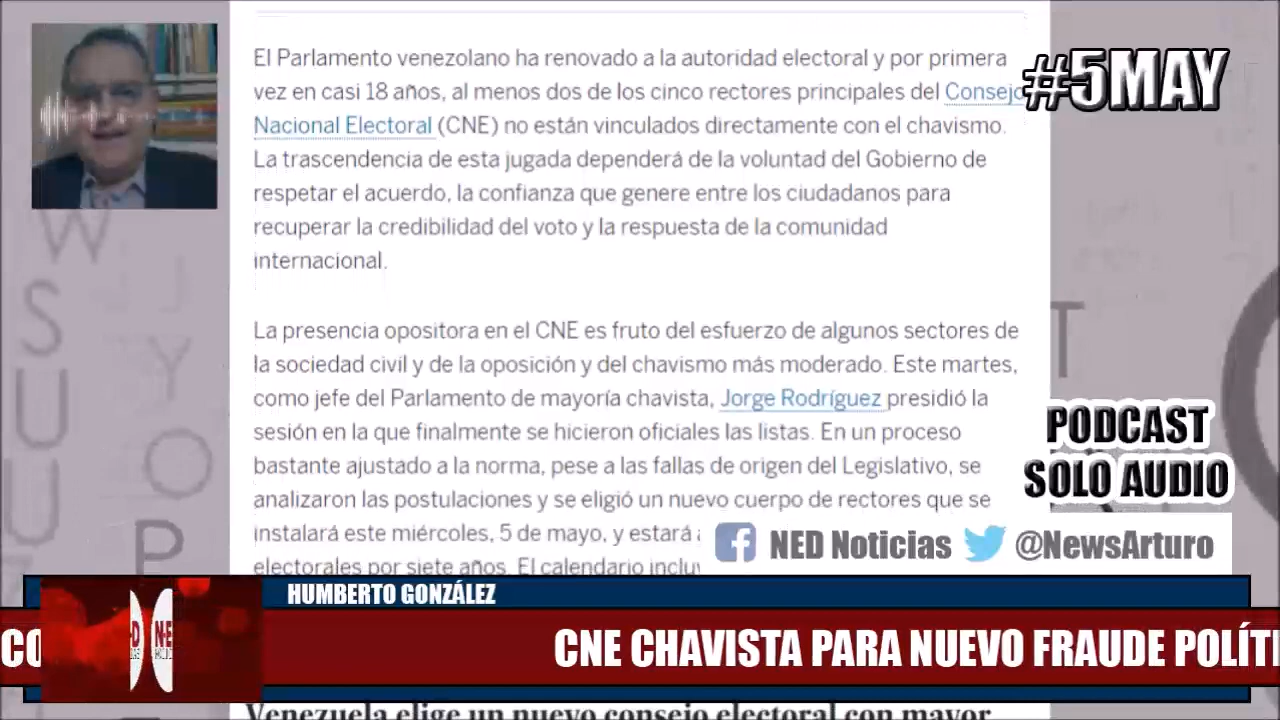 El Parlamento venezolano ha renovado a la autoridad electoral y por primera
vez en casi 18 años, al menos dos de los cinco rectores principales del Consejo
Nacional Electoral (CNE) no están vinculados directamente con el chavismo.
La trascendencia de esta jugada dependerá de la voluntad del Gobierno de
respetar el acuerdo, la confianza que genere entre los ciudadanos para
recuperar la credibilidad del voto y la respuesta de la comunidad
internacional.
La presencia opositora en el CNE es fruto del esfuerzo de algunos sectores de
la sociedad civil y de la oposición y del chavismo más moderado. Este martes,
como jefe del Parlamento de mayoría chavista, Jorge Rodríguez presidió la
sesión en la que finalmente se hicieron oficiales las listas. En un proceso
bastante ajustado a la norma, pese a las fallas de origen del Legislativo, se
analizaron las postulaciones y se eligió un nuevo cuerpo de rectores que se
instalará este miércoles, 5 de mayo, y estará
electorales por siete años. El calendario
#5MAY
PODCAST
SOLO AUDIO
NED Noticias @NewsArturo
HUMBERTO GONZÁLEZ
CNE CHAVISTA PARA NUEVO FRAUDE POLÍTI
Venezuela elige un nuevo consejo electoral con mayor